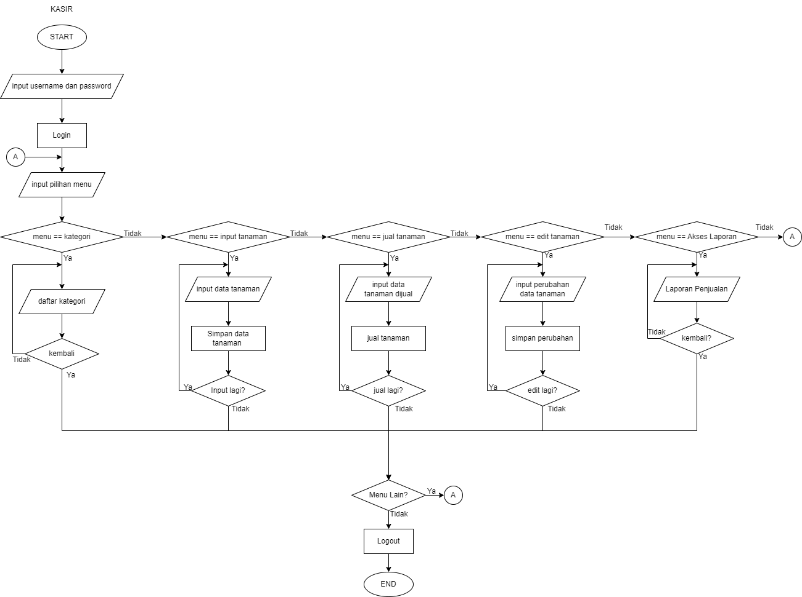 KASIR
START
input username dan password
Login
A
input pilihan menu
menu == kategori
Tidak
menu == input tanaman
Tidak
menu == jual tanaman
Tidak
menu == edit tanaman
Tidak
menu == Akses Laporan
Tidak
A
Ya
Ya
Ya
Ya
Ya
daftar kategori
input data tanaman
input data
tanaman dijual
input perubahan
data tanaman
Laporan Penjualan
Simpan data
tanaman
jual tanaman
simpan perubahan
kembali?
Tidak
Ya
kembali
Tidak
Ya
Input lagi?
Ya
Tidak
jual lagi?
Ya
Tidak
edit lagi?
Ya
Tidak
Menu Lain?
Ya
A
Tidak
Logout
END